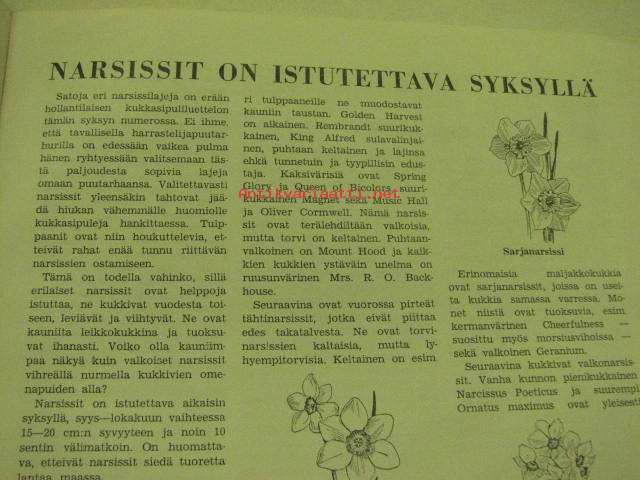 NARSISSIT ON ISTUTETTAVA SYKSYLLÄ
Satoja eri narsissilajeja on erään
hollantilaisen kukkasipuliluettelon
tämän syksyn numerossa. Ei ihme,
että tavallisella harrastelijapuutar-
hurilla on edessään vaikea pulma
hänen ryhtyessään valitsemaan täs-
tä paljoudesta sopivia lajeja
omaan puutarhaansa. Valitettavasti
narsissit yleensäkin tahtovat jää-
dä hiukan vähemmälle huomiolle
kukkasipuleja hankittaessa. Tulp-
paanit ovat niin houkuttelevia, et-
teivät rahat enää tunnu riittävän
narsissien ostamiseen.
Tämä on todella vahinko, sillä
erilaiset narsissit ovat helppoja
istuttaa, ne kukkivat vuodesta toi-
seen, leviävät ja viihtyvät. Ne ovat
kauniita leikkokukkina ja tuoksu-
vat ihanasti. Voiko olla kauniim-
paa näkyä kuin valkoiset narsissit
vihreällä nurmella kukkivien ome-
napuiden alla?
Narsissit on istutettava aikaisin
syksyllä, syys—lokakuun vaihteessa
15—20 cm:n syvyyteen ja noin 10
sentin välimatkoin. On huomatta-
va, etteivät narsissit siedä tuoretta
lantaa maassa.
ri tulppaaneille ne muodostavat
kauniin taustan. Golden Harvest
on aikainen, Rembrandt suurikuk-
kainen, King Alfred sulavalinjai-
nen, puhtaan keltainen ja lajinsa
ehkä tunnetuin ja tyypillisin edus-
taja. Kaksivärisiä ovat Spring
Glory ja Queen of Bicolors, suuri-
kukkainen Magnet sekä Music Hall
ja Oliver Cornwell. Nämä narsis-
sit ovat terälehdiltään valkoisia,
mutta torvi on keltainen. Puhtaan-
valkoinen on Mount Hood ja kaik-
kien kukkien ystäväin unelma on
ruusunvärinen Mrs. R. O. Back-
house.
Seuraavina ovat vuorossa pirteät
tähtinarsissit, jotka eivät piittaa
edes takatalvesta. Ne ovat torvi-
narsissien kaltaisia, mutta ly-
hyempitorvisia. Keltainen on esim
Antikvariaatti.net
Sarjanarsissi
Erinomaisia maljakkokukkia
ovat sarjanarsissit, joissa on usei-
ta kukkia samassa varressa. Mo-
net niistä ovat tuoksuvia, esim
kermanvärinen Cheerfulness —
suosittu myös morsiusvihoissa —
sekä valkoinen Geranium.
Seuraavina kukkivat valkonarsis-
sit. Vanha kunnon pienikukkainen
Narcissus Poeticus ja suurempi
Ornatus maximus ovat yleisest